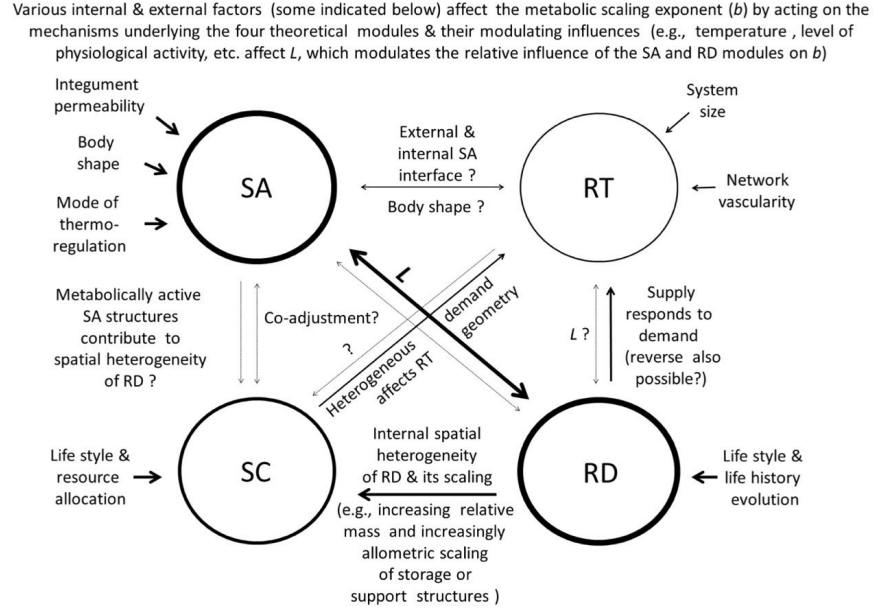 Various internal & external factors (some indicated below) affect the metabolic scaling exponent (b) by acting on the
mechanisms underlying the four theoretical modules & their modulating influences (e.g., temperature , level of
physiological activity, etc. affect L, which modulates the relative influence of the SA and RD modules on b)
Integument
permeability
Body
shape
Mode of
thermo-
regulation
SA
External &
internal SA
interface ?
Body shape ?
RT
System
size
Network
vascularity
Metabolically active
SA structures
contribute to
spatial heterogeneity
of RD ?
Co-adjustment?
?
L
demand
geometry
Heterogeneous
affects RT
L ?
Supply
responds to
demand
(reverse also
possible?)
Life style &
resource
allocation
SC
Internal spatial
heterogeneity
of RD & its scaling
(e.g., increasing relative
mass and increasingly
allometric scaling
of storage or
support structures )
RD
Life style &
life history
evolution